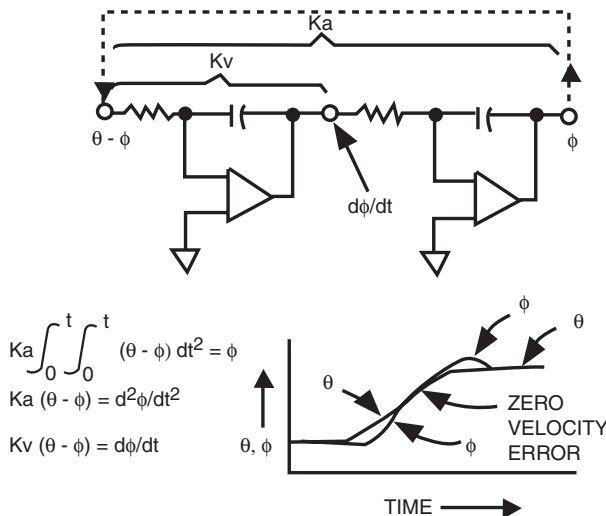 Ka
Kv
θ - φ
φ
dφ/dt
Ka ∫₀ᵗ ∫₀ᵗ (θ - φ) dt² = φ
Ka (θ - φ) = d²φ/dt²
Kv (θ - φ) = dφ/dt
φ
θ
θ
θ, φ
φ
ZERO
VELOCITY
ERROR
TIME